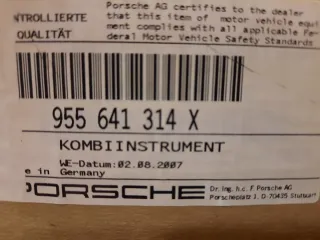 NTROLLIERTE
QUALITÄT
Porsche AG certifies to the dealer
that this item of motor vehicle equi
ment complies with all applicable Fe
deral Motor Vehicle Safety Standards
955 641 314 X
KOMBIINSTRUMENT
WE-Datum:02.08.2007
e in Germany
PORSCHE
Dr. Ing. h.c. F Porsche AG
Porscheplatz 1, D 70435 Stuttgart